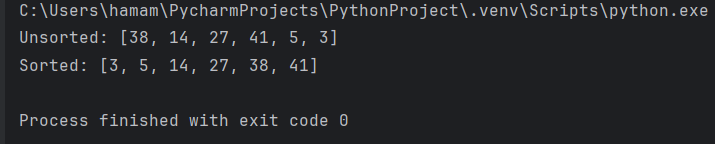 C:\Users\hamam\PycharmProjects\PythonProject\.venv\Scripts\python.exe
Unsorted: [38, 14, 27, 41, 5, 3]
Sorted: [3, 5, 14, 27, 38, 41]
Process finished with exit code 0